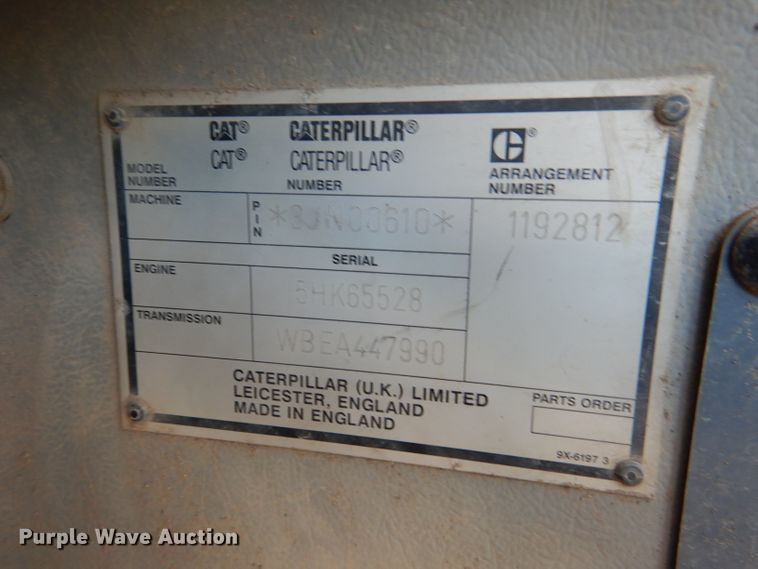 CAT® CATERPILLAR®
CAT® CATERPILLAR®
C®
MODEL NUMBER
NUMBER
ARRANGEMENT NUMBER
MACHINE
PIN
1192812
SERIAL
ENGINE
5HK65528
TRANSMISSION
WBEA447990
CATERPILLAR (U.K.) LIMITED
LEICESTER, ENGLAND
MADE IN ENGLAND
PARTS ORDER
9X-6197 3
Purple Wave Auction